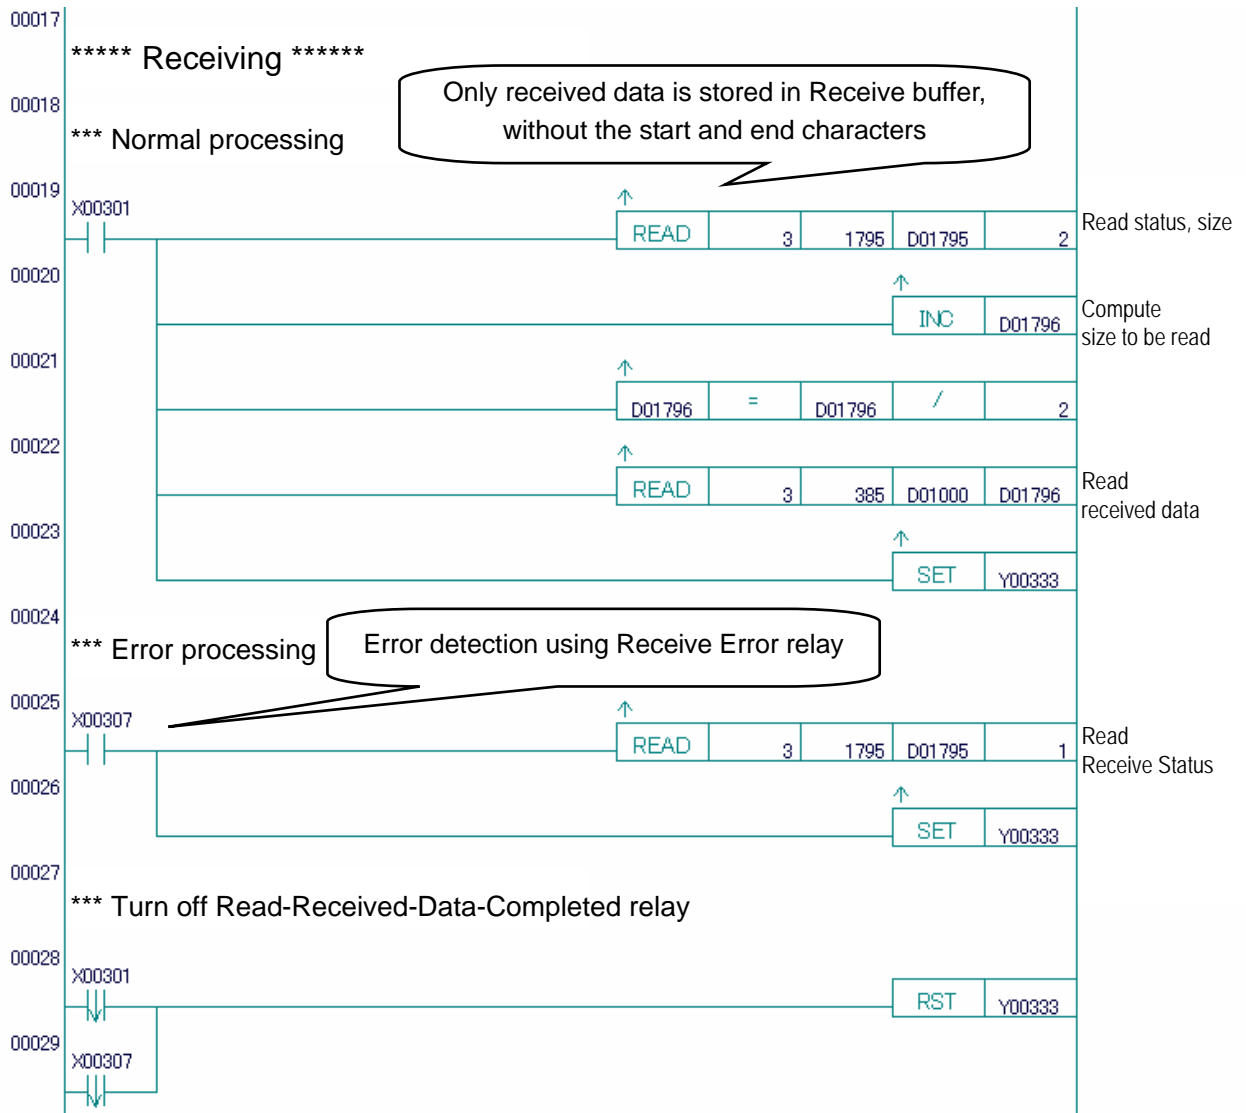 00017
***** Receiving ******
Only received data is stored in Receive buffer,
without the start and end characters
00018
*** Normal processing
00019
X00301
READ 3 1795 D01795 2
Read status, size
00020
INC D01796
Compute
size to be read
00021
D01796 = D01796 / 2
00022
READ 3 385 D01000 D01796
Read
received data
00023
SET Y00333
00024
*** Error processing
Error detection using Receive Error relay
00025
X00307
READ 3 1795 D01795 1
Read
Receive Status
00026
SET Y00333
00027
*** Turn off Read-Received-Data-Completed relay
00028
X00301
RST Y00333
00029
X00307